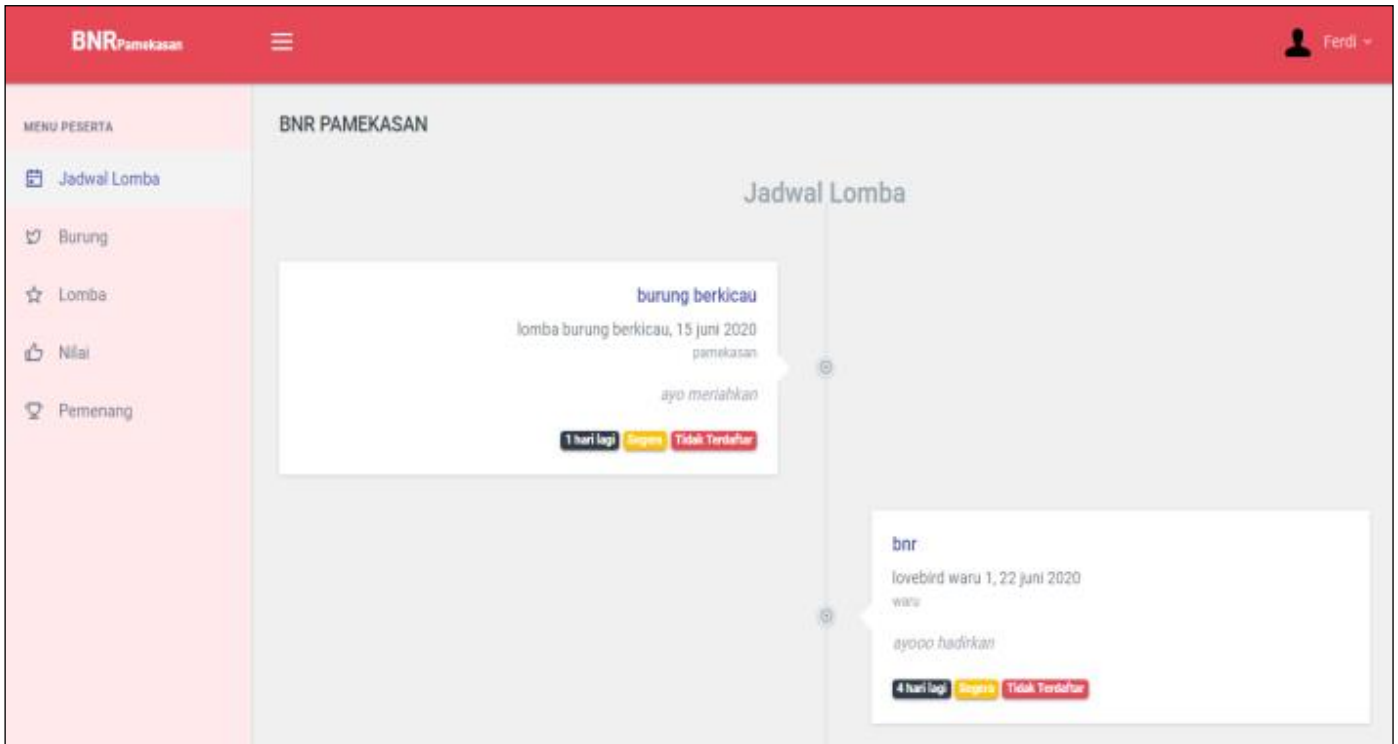 BNRPamekasan
Ferdi
MENU PESERTA
Jadwal Lomba
Burung
Lomba
Nilai
Pemenang
BNR PAMEKASAN
Jadwal Lomba
burung berkicau
lomba burung berkicau, 15 juni 2020
pamekasan
ayo meriahkan
1 hari lagi Segera Tidak Terdaftar
bnr
lovebird waru 1, 22 juni 2020
waru
ayooo hadirkan
4 hari lagi Segera Tidak Terdaftar